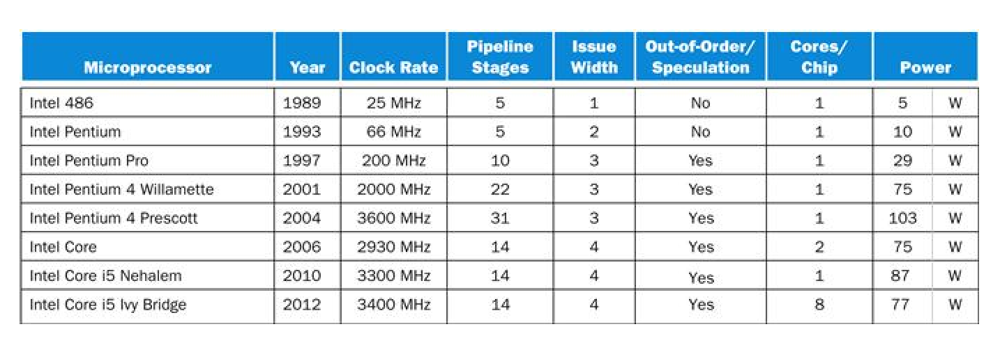 Microprocessor Year Clock Rate Pipeline Stages Issue Width Out-of-Order/ Speculation Cores/ Chip Power
Intel 486 1989 25 MHz 5 1 No 1 5 W
Intel Pentium 1993 66 MHz 5 2 No 1 10 W
Intel Pentium Pro 1997 200 MHz 10 3 Yes 1 29 W
Intel Pentium 4 Willamette 2001 2000 MHz 22 3 Yes 1 75 W
Intel Pentium 4 Prescott 2004 3600 MHz 31 3 Yes 1 103 W
Intel Core 2006 2930 MHz 14 4 Yes 2 75 W
Intel Core i5 Nehalem 2010 3300 MHz 14 4 Yes 1 87 W
Intel Core i5 Ivy Bridge 2012 3400 MHz 14 4 Yes 8 77 W